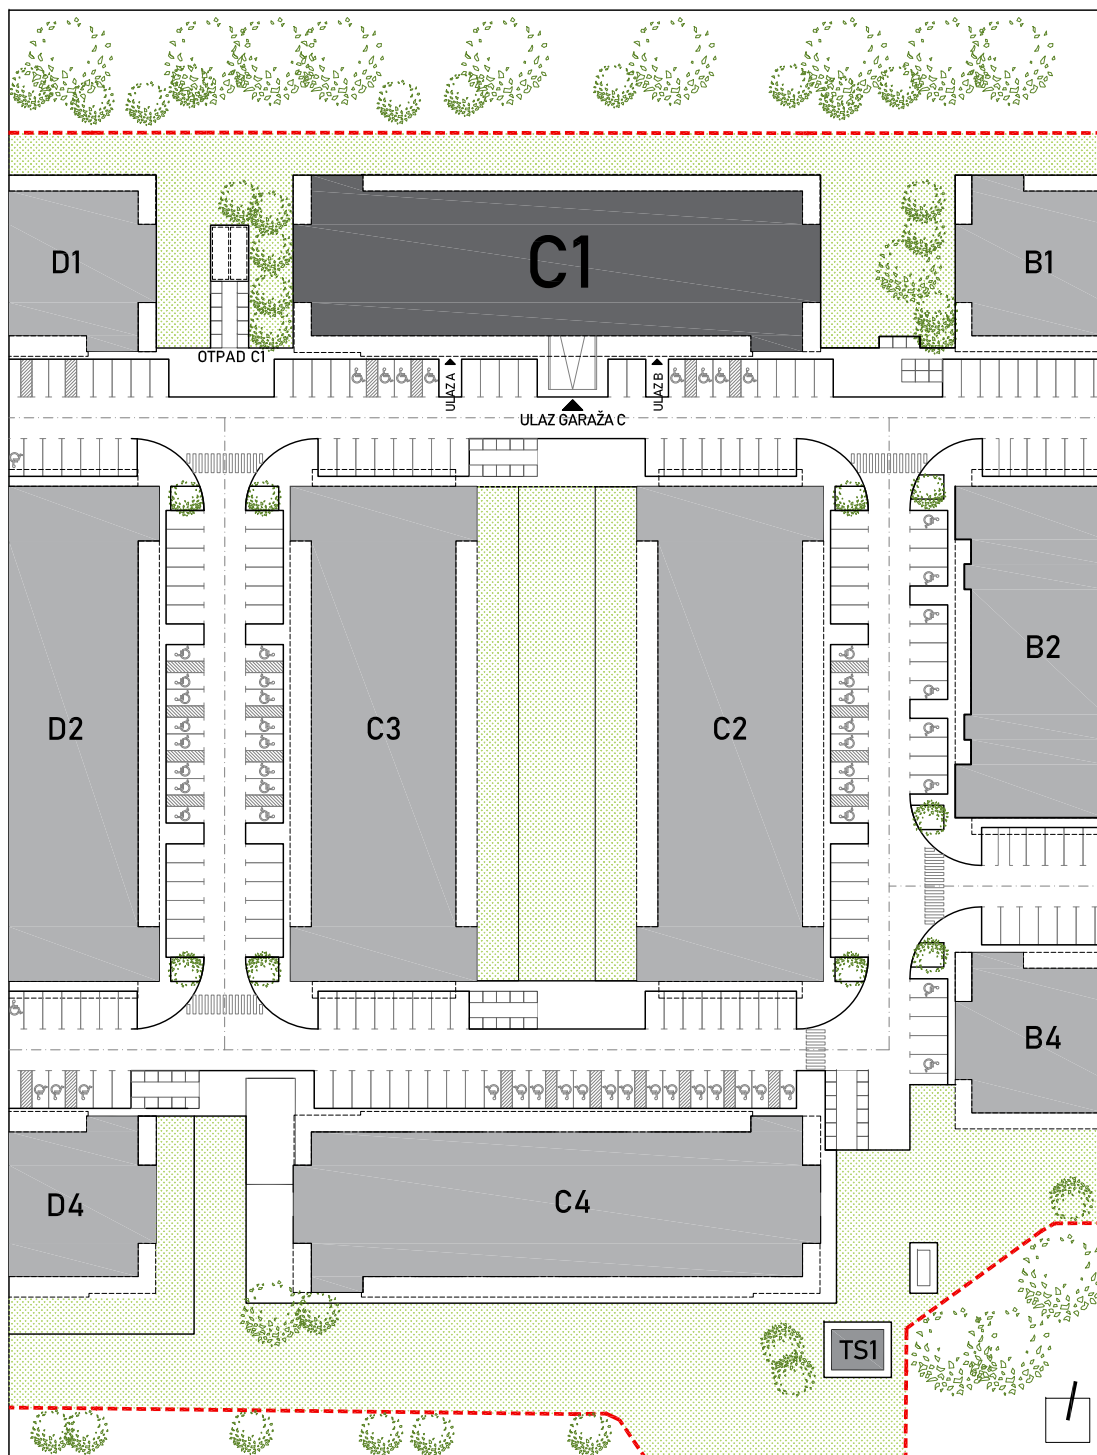 D1
C1
B1
OTPAD C1
ULAZ A
ULAZ B
ULAZ GARAŽA C
D2
C3
C2
B2
B4
D4
C4
TS1